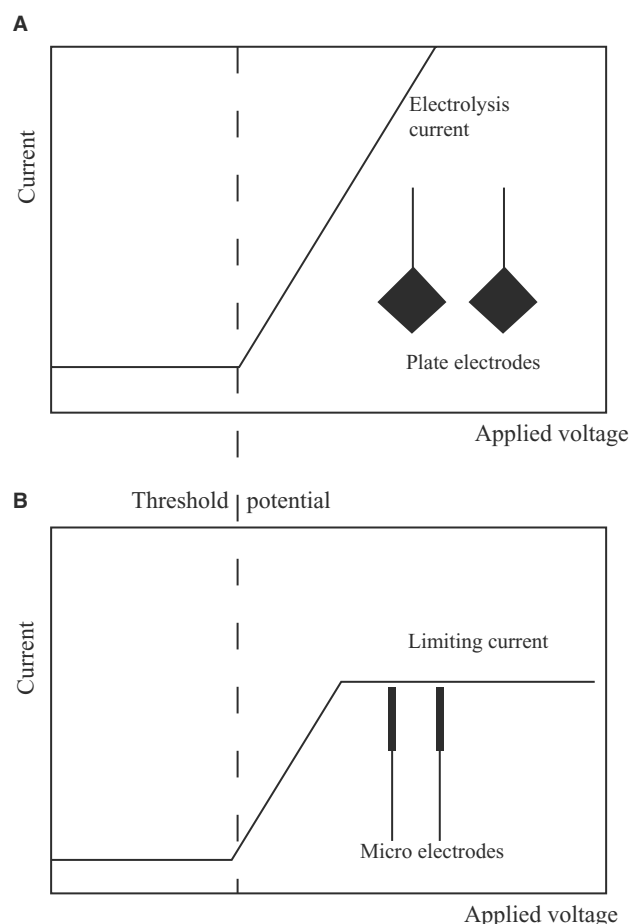 A
Electrolysis
current
Current
Plate electrodes
Applied voltage
Threshold potential
B
Limiting current
Current
Micro electrodes
Applied voltage